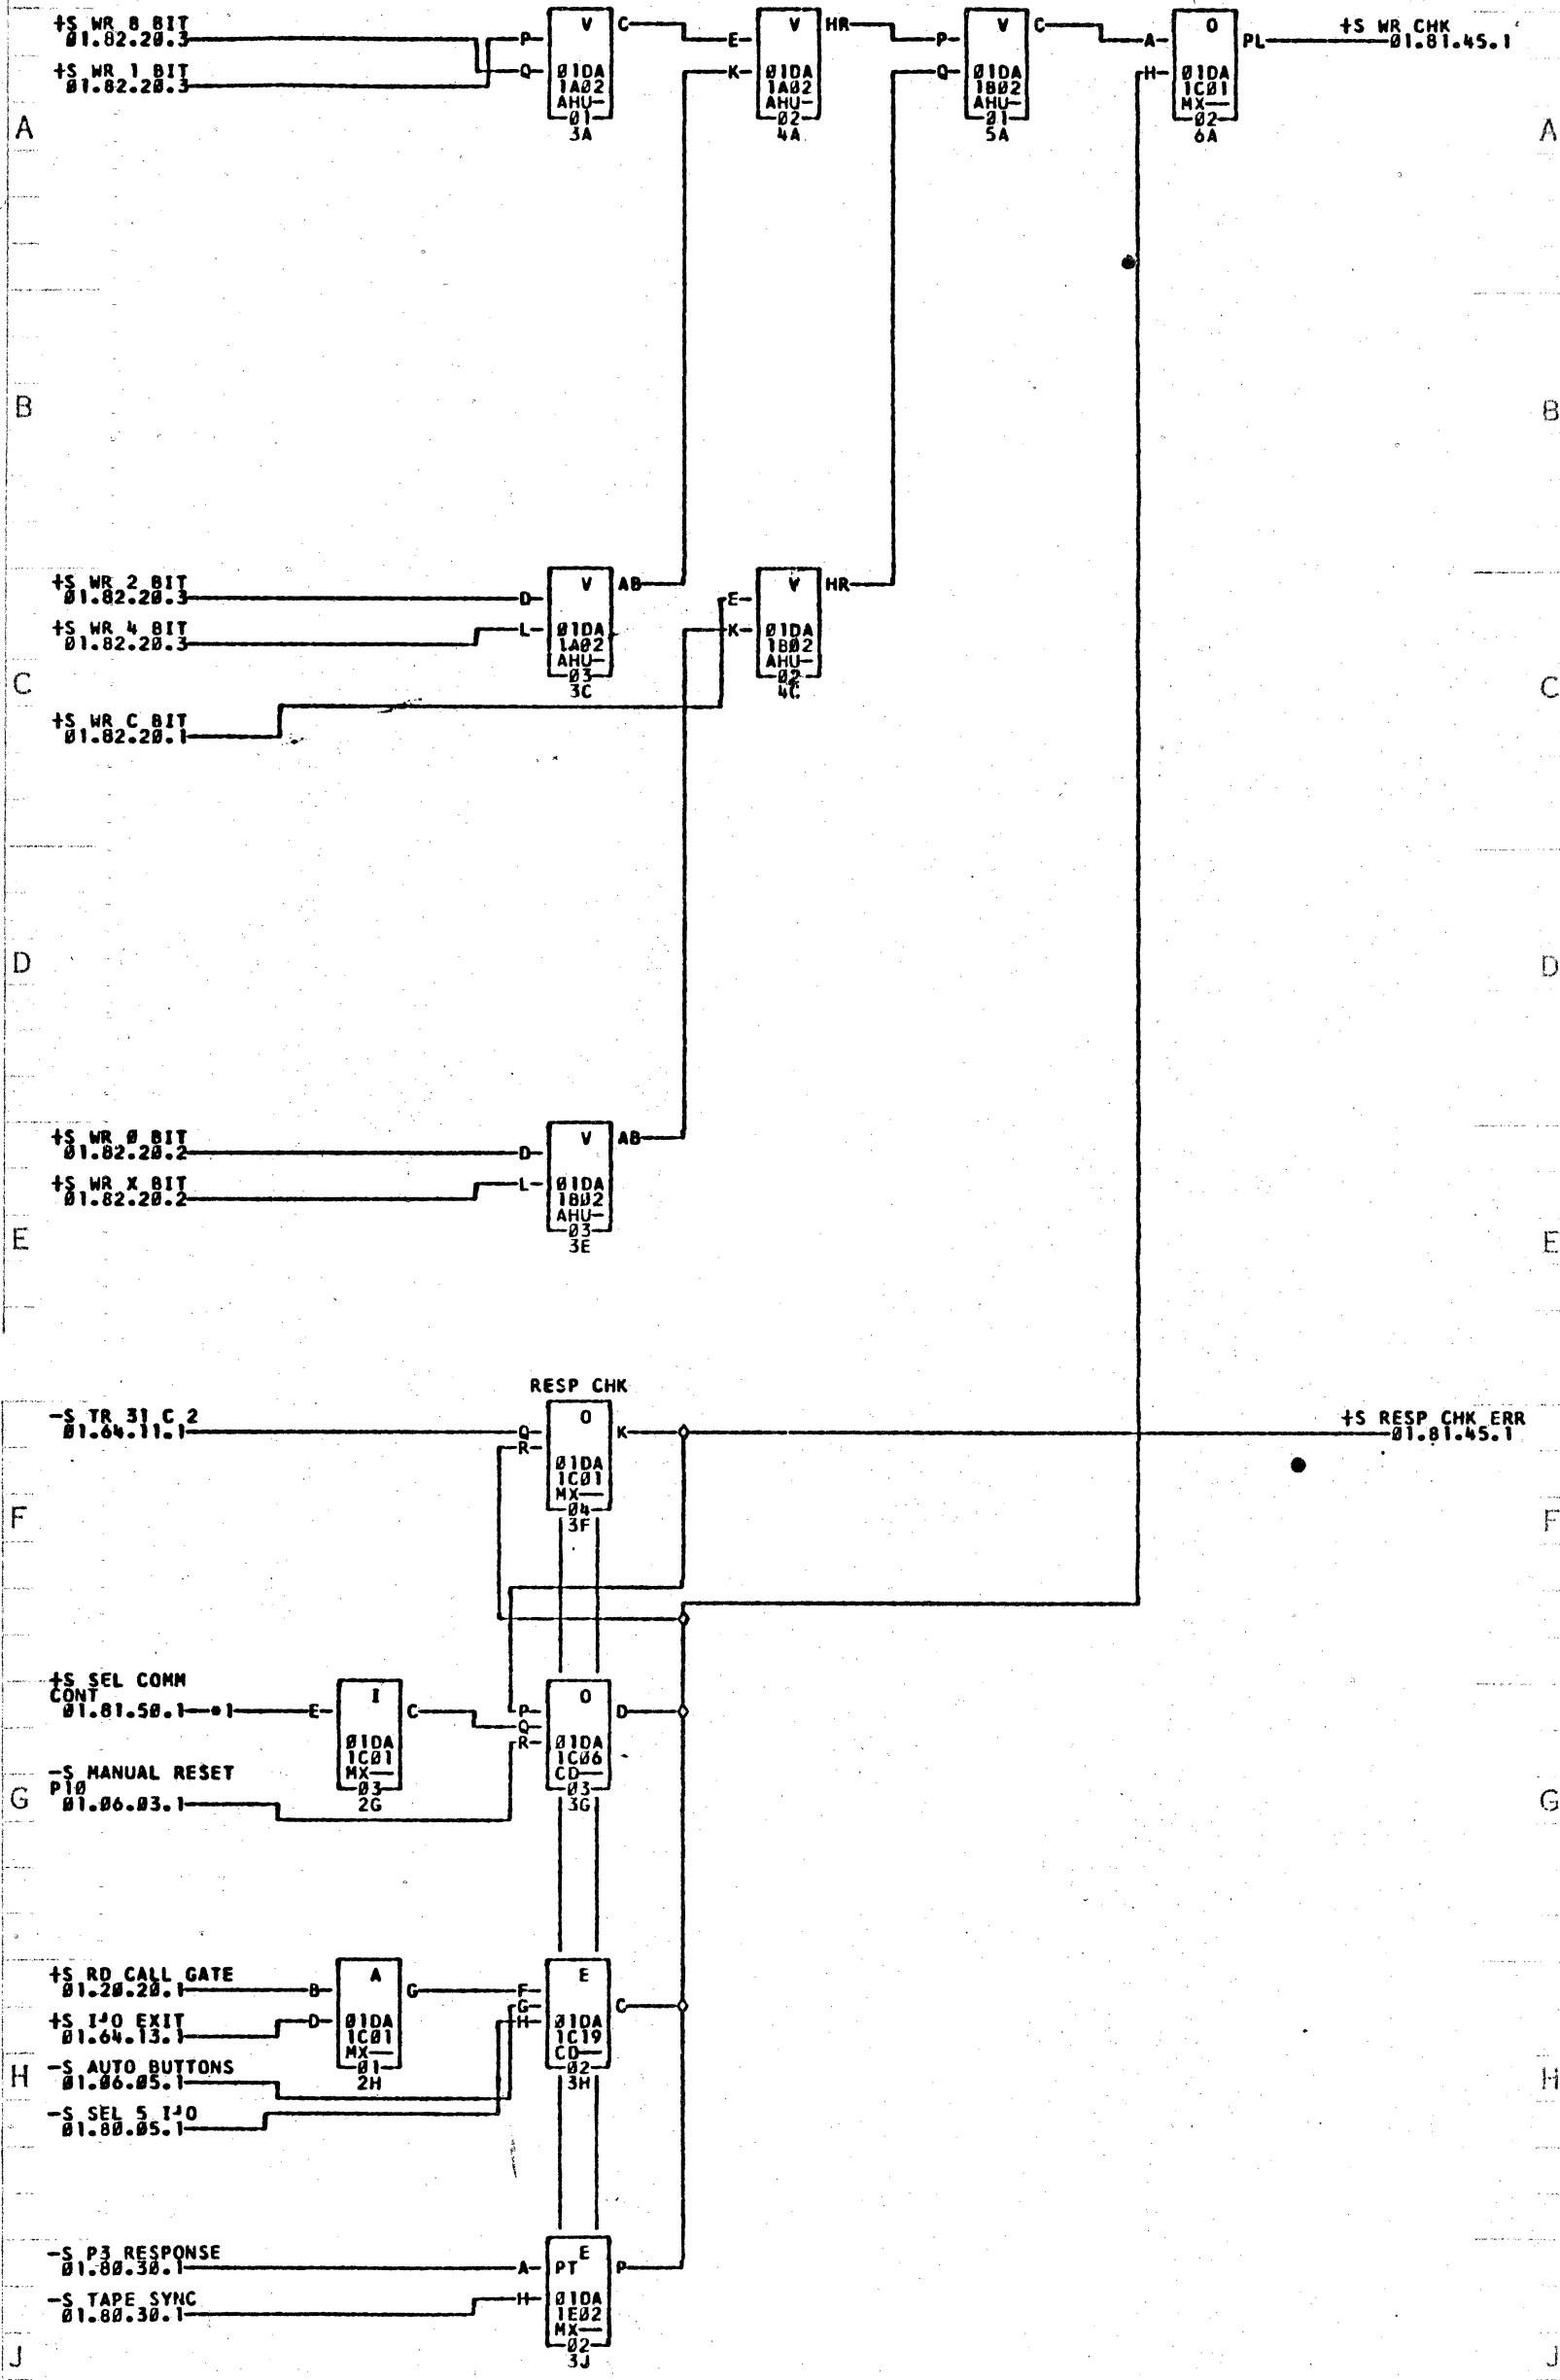 +S WR 8 BIT
01.82.20.3
+S WR 1 BIT
01.82.20.3
P
Q
V C
01DA
1A02
AHU-
01
3A
E
K
V HR
01DA
1A02
AHU-
02
4A
P
Q
V C
01DA
1B02
AHU-
01
5A
A
H
O
PL
01DA
1C01
MX—
02
6A
+S WR CHK
01.81.45.1
A A
B B
+S WR 2 BIT
01.82.20.3
+S WR 4 BIT
01.82.20.3
D
L
V AB
01DA
1A02
AHU-
03
3C
E
K
V HR
01DA
1B02
AHU-
02
4C
C C
+S WR C BIT
01.82.20.1
D D
+S WR 0 BIT
01.82.20.2
+S WR X BIT
01.82.20.2
D
L
V AB
01DA
1B02
AHU-
03
3E
E E
RESP CHK
-S TR 31 C 2
01.64.11.1
Q
R
O
K
01DA
1C01
MX—
04
3F
+S RESP CHK ERR
01.81.45.1
F F
+S SEL COMM
CONT
01.81.50.1 1
E
I
C
01DA
1C01
MX—
03
2G
P
Q
R
O
D
01DA
1C06
CD—
03
3G
-S MANUAL RESET
P10
01.06.03.1
G G
+S RD CALL GATE
01.20.20.1
+S I-O EXIT
01.64.13.1
B
D
A
G
01DA
1C01
MX—
01
2H
F
G
H
E
C
01DA
1C19
CD—
02
3H
-S AUTO BUTTONS
01.06.05.1
-S SEL 5 I-O
01.80.05.1
H H
-S P3 RESPONSE
01.80.30.1
-S TAPE SYNC
01.80.30.1
A
H
E
PT
P
01DA
1E02
MX—
02
3J
J J